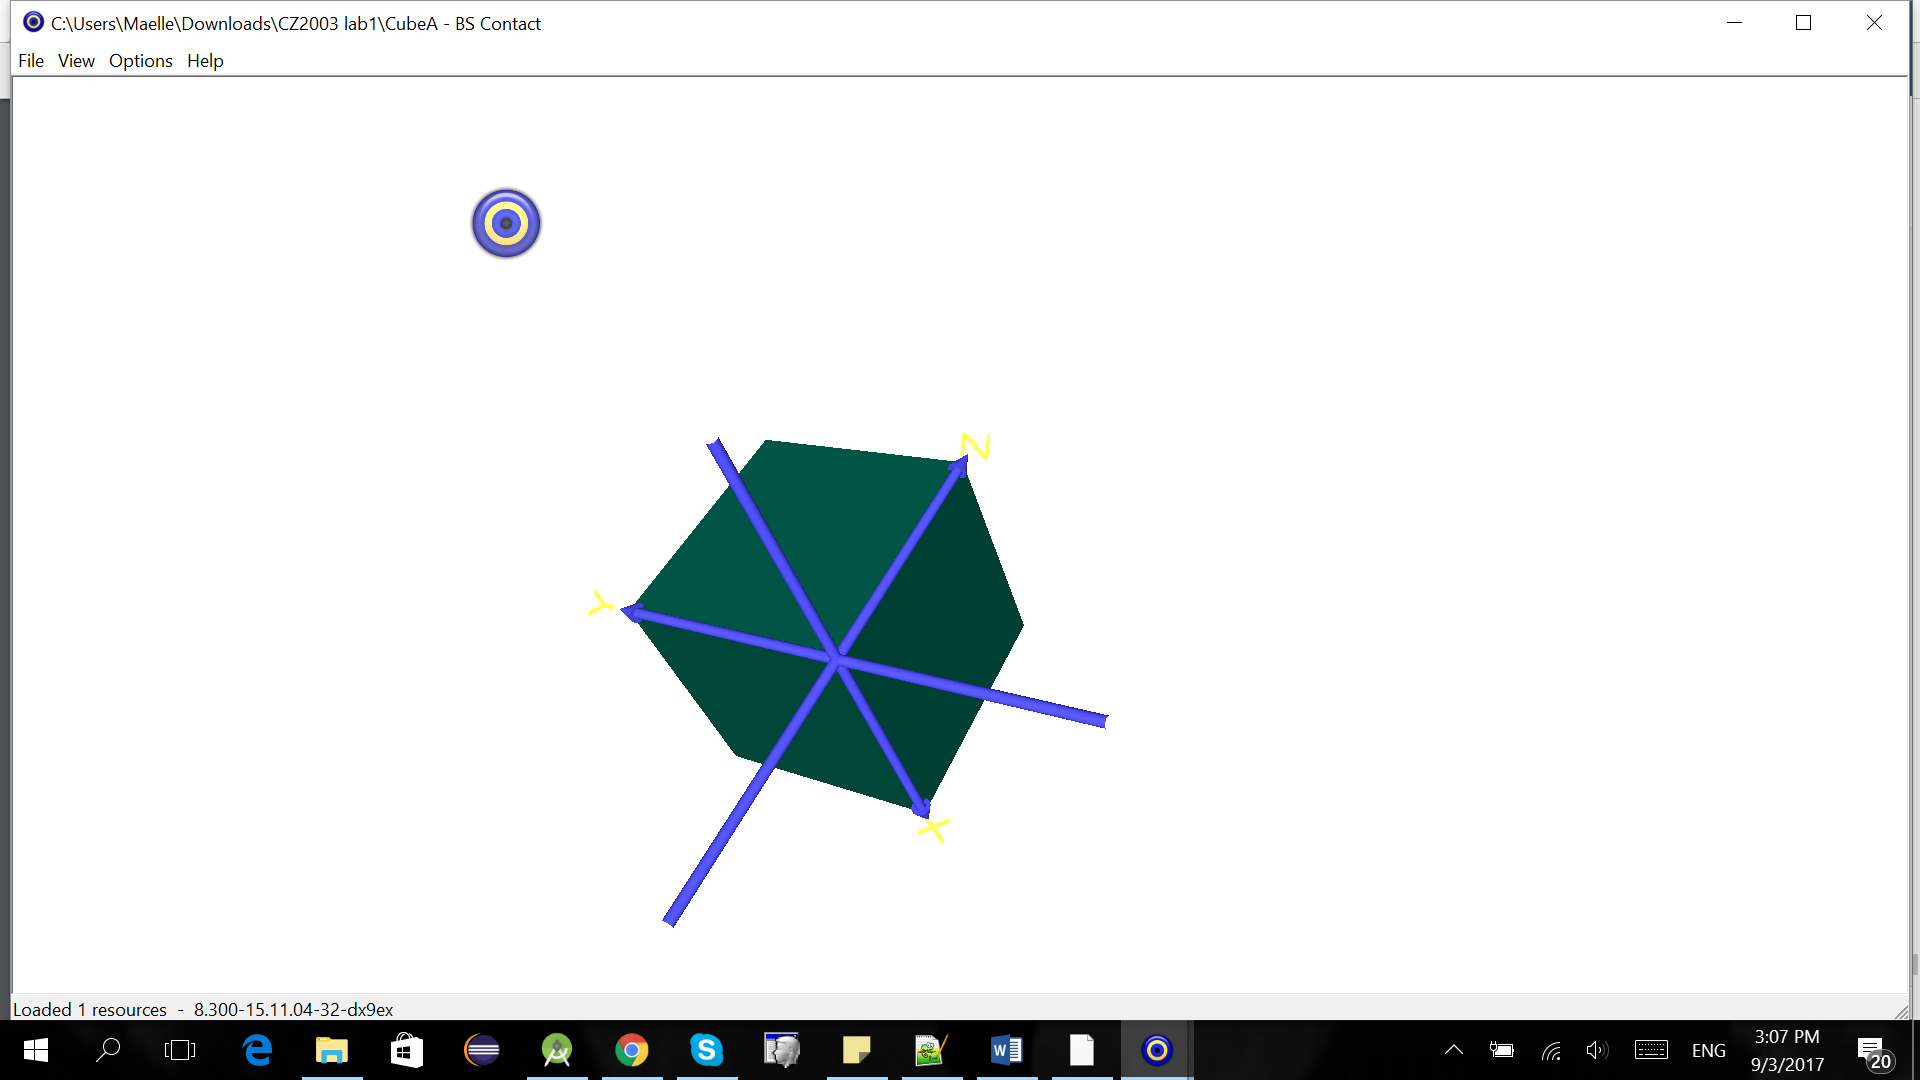 C:\Users\Maelle\Downloads\CZ2003 lab1\CubeA - BS Contact
File View Options Help
Z
Y
X
Loaded 1 resources - 8.300-15.11.04-32-dx9ex
ENG
3:07 PM
9/3/2017
20